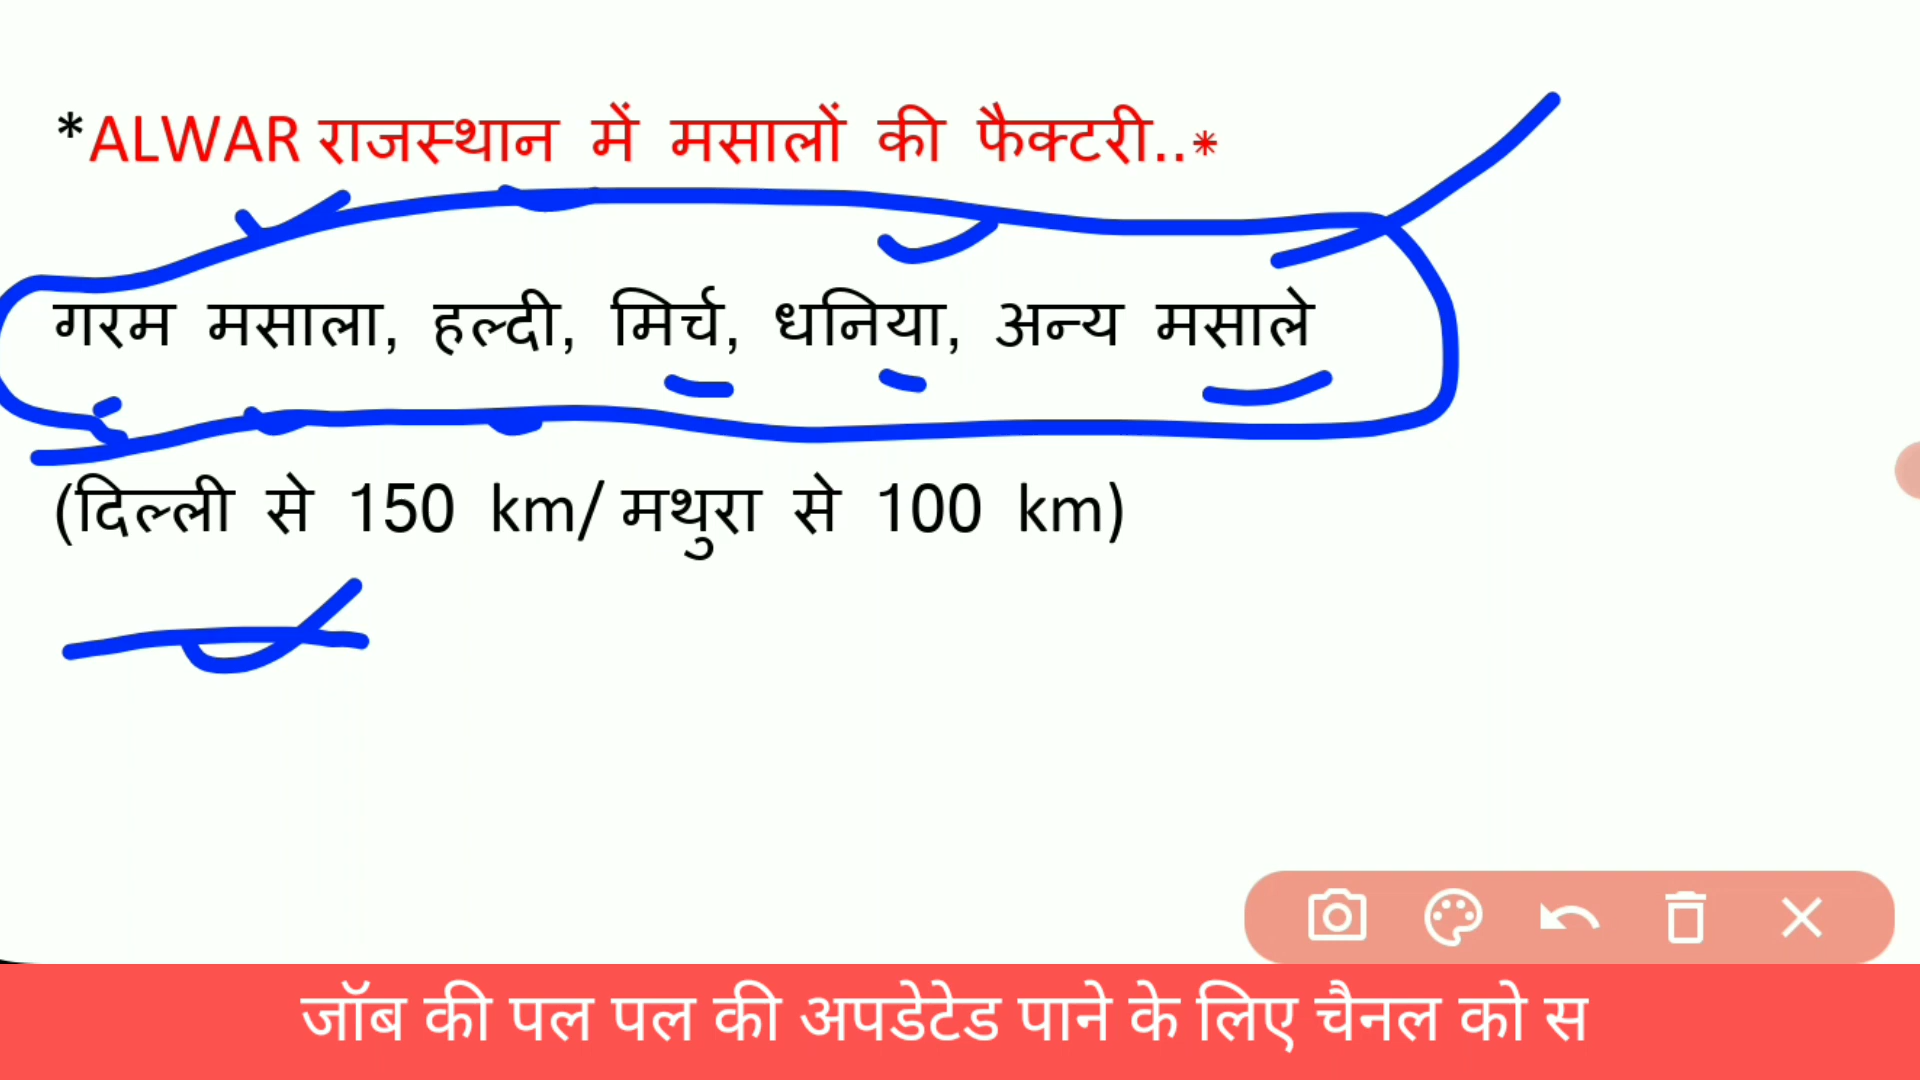 *ALWAR राजस्थान में मसालों की फैक्टरी..*
गरम मसाला, हल्दी, मिर्च, धनिया, अन्य मसाले
(दिल्ली से 150 km/ मथुरा से 100 km)
जॉब की पल पल की अपडेटेड पाने के लिए चैनल को स